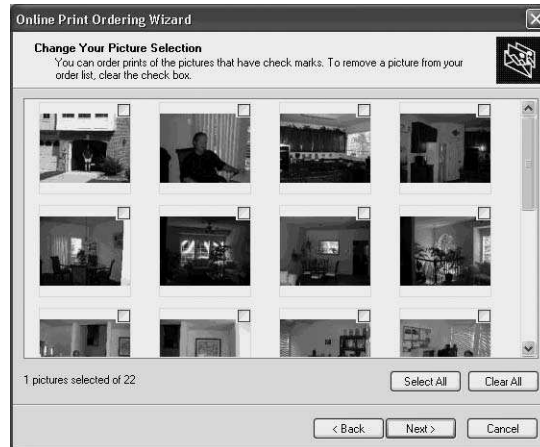 Online Print Ordering Wizard
Change Your Picture Selection
You can order prints of the pictures that have check marks. To remove a picture from your
order list, clear the check box.
1 pictures selected of 22
Select All
Clear All
< Back
Next >
Cancel